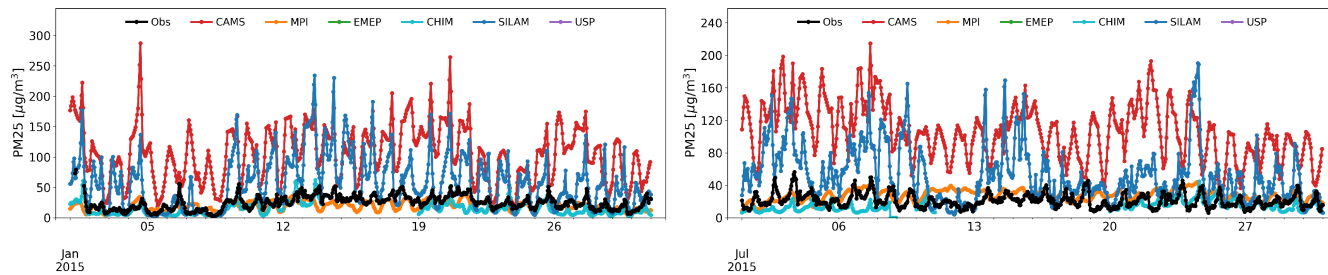 Obs CAMS MPI EMEP CHIM SILAM USP
PM25 [μg/m³]
300
250
200
150
100
50
0
05 12 19 26
Jan
2015
Obs CAMS MPI EMEP CHIM SILAM USP
PM25 [μg/m³]
240
200
160
120
80
40
0
06 13 20 27
Jul
2015